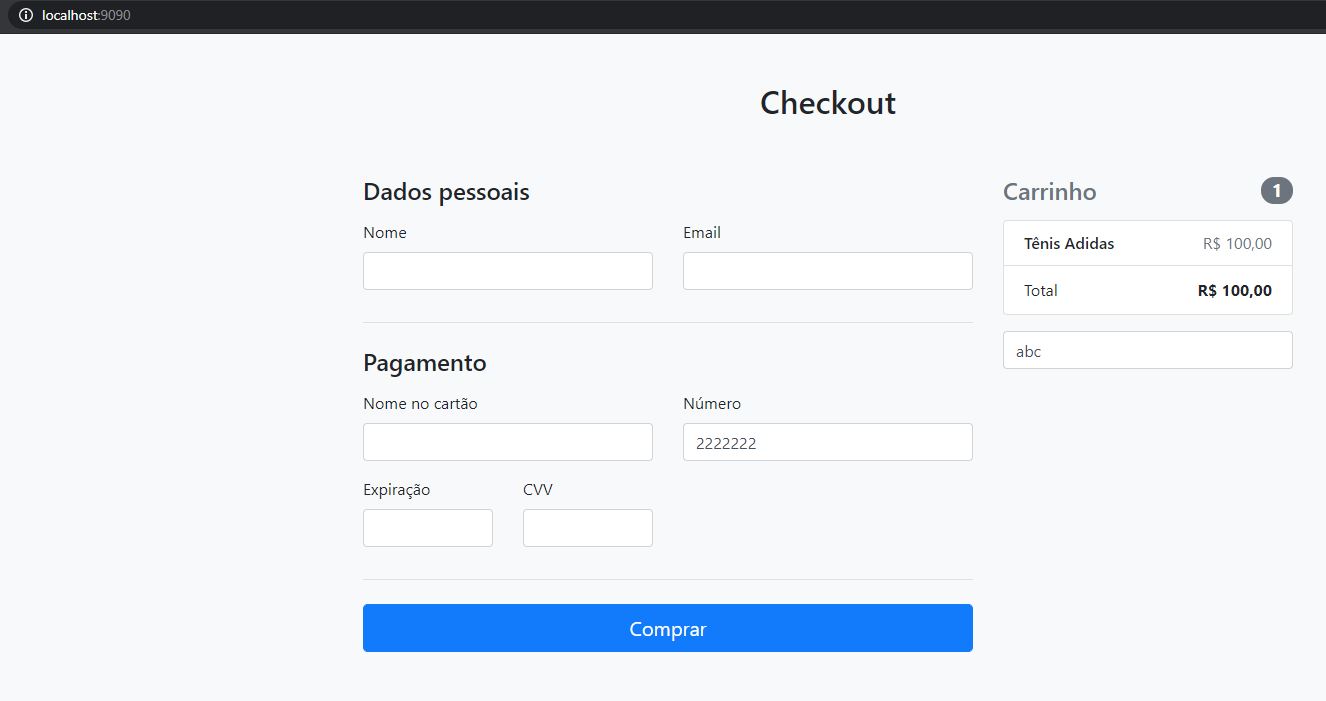 localhost:9090
Checkout
Dados pessoais
Nome Email
Pagamento
Nome no cartão Número
2222222
Expiração CVV
Comprar
Carrinho 1
Tênis Adidas R$ 100,00
Total R$ 100,00
abc